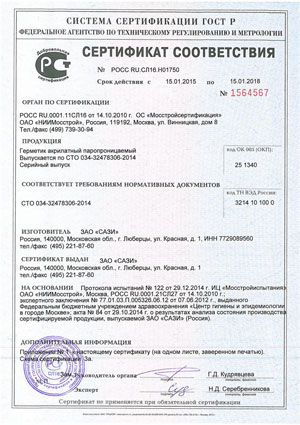 СИСТЕМА СЕРТИФИКАЦИИ ГОСТ Р
ФЕДЕРАЛЬНОЕ АГЕНТСТВО ПО ТЕХНИЧЕСКОМУ РЕГУЛИРОВАНИЮ И МЕТРОЛОГИИ
Добровольная
сертификация
СЕРТИФИКАТ СООТВЕТСТВИЯ
№ РОСС RU.СЛ16.Н01750
Срок действия с 15.01.2015 по 15.01.2018
№ 1564567
ОРГАН ПО СЕРТИФИКАЦИИ
РОСС RU.0001.11СЛ16 от 14.10.2010 г. ОС «Мосстройсертификация»
ОАО «НИИМосстрой», Россия, 119192, Москва, ул. Винницкая, дом 8
Тел./факс (499) 739-30-94
ПРОДУКЦИЯ
Герметик акрилатный паропроницаемый
Выпускается по СТО 034-32478306-2014
Серийный выпуск
код ОК 005 (ОКП):
25 1340
СООТВЕТСТВУЕТ ТРЕБОВАНИЯМ НОРМАТИВНЫХ ДОКУМЕНТОВ
СТО 034-32478306-2014
код ТН ВЭД России:
3214 10 100 0
ИЗГОТОВИТЕЛЬ ЗАО «САЗИ»
Россия, 140000, Московская обл., г. Люберцы, ул. Красная, д. 1, ИНН 7729089560
тел./факс (495) 221-87-60
СЕРТИФИКАТ ВЫДАН ЗАО «САЗИ»
Россия, 140000, Московская обл., г. Люберцы, ул. Красная, д. 1
тел./факс (495) 221-87-60
НА ОСНОВАНИИ Протокола испытаний № 122 от 29.12.2014 г. ИЦ «Мосстройиспытания»
ОАО «НИИМосстрой», г. Москва, РОСС RU.0001.21СЛ27 от 14.10.2010 г.;
экспертного заключения № 77.01.03.П.005326.06.12 от 07.06.2012 г., выданного
Федеральным бюджетным учреждением здравоохранения «Центр гигиены и эпидемиологии
в городе Москве»; акта № 84 от 29.10.2014 г. о результатах анализа состояния производства
сертифицируемой продукции, выпускаемой ЗАО «САЗИ» (Россия).
ДОПОЛНИТЕЛЬНАЯ ИНФОРМАЦИЯ
Приложение № 1 к настоящему сертификату (на одном листе, заверенном печатью).
Схема сертификации: 3а.
Руководитель органа
Г.Д. Кудрявцева
Эксперт
Н.Д. Серебренникова
Сертификат не применяется при обязательной сертификации